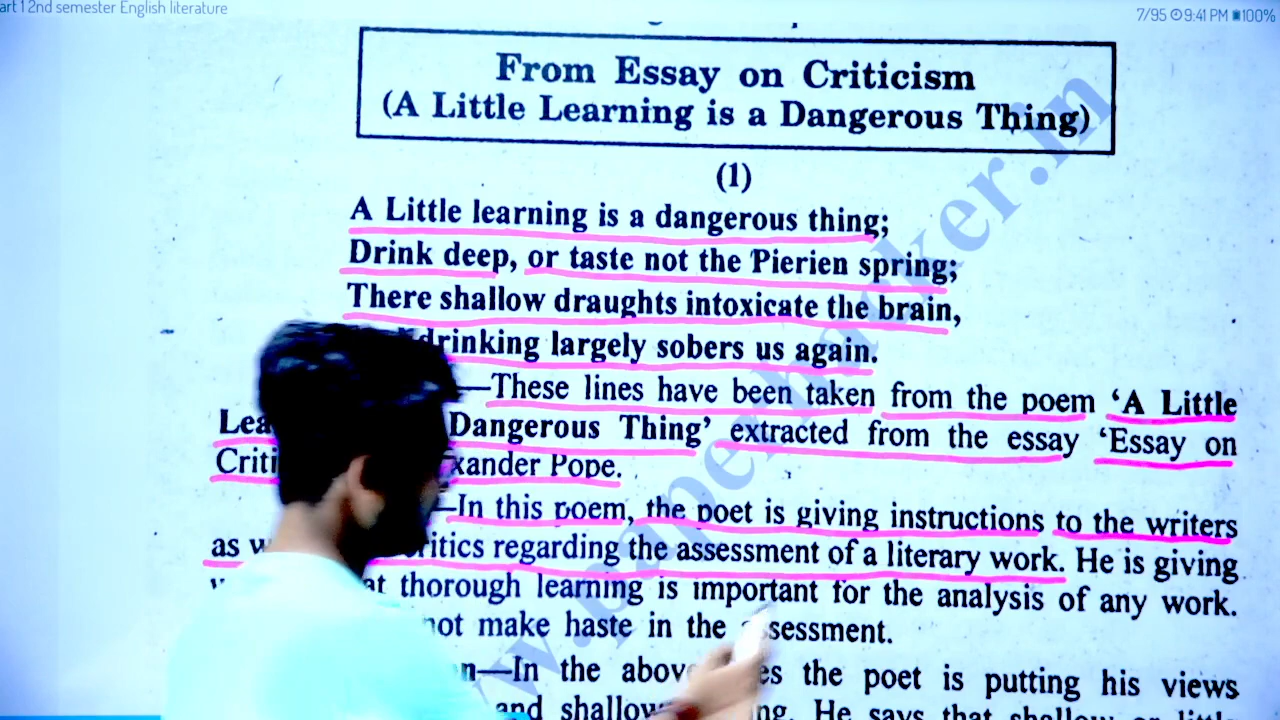 art 1 2nd semester English literature
7/95 9:41 PM 100%
From Essay on Criticism
(A Little Learning is a Dangerous Thing)
(1)
A Little learning is a dangerous thing;
Drink deep, or taste not the Pierien spring;
There shallow draughts intoxicate the brain,
drinking largely sobers us again.
—These lines have been taken from the poem ‘A Little
Lea Dangerous Thing’ extracted from the essay ‘Essay on
Criti xander Pope.
—In this poem, the poet is giving instructions to the writers
as w ritics regarding the assessment of a literary work. He is giving
at thorough learning is important for the analysis of any work.
not make haste in the ssessment.
n—In the above es the poet is putting his views
and shallow ng. He says that shallow or little
www.paperhacker.in